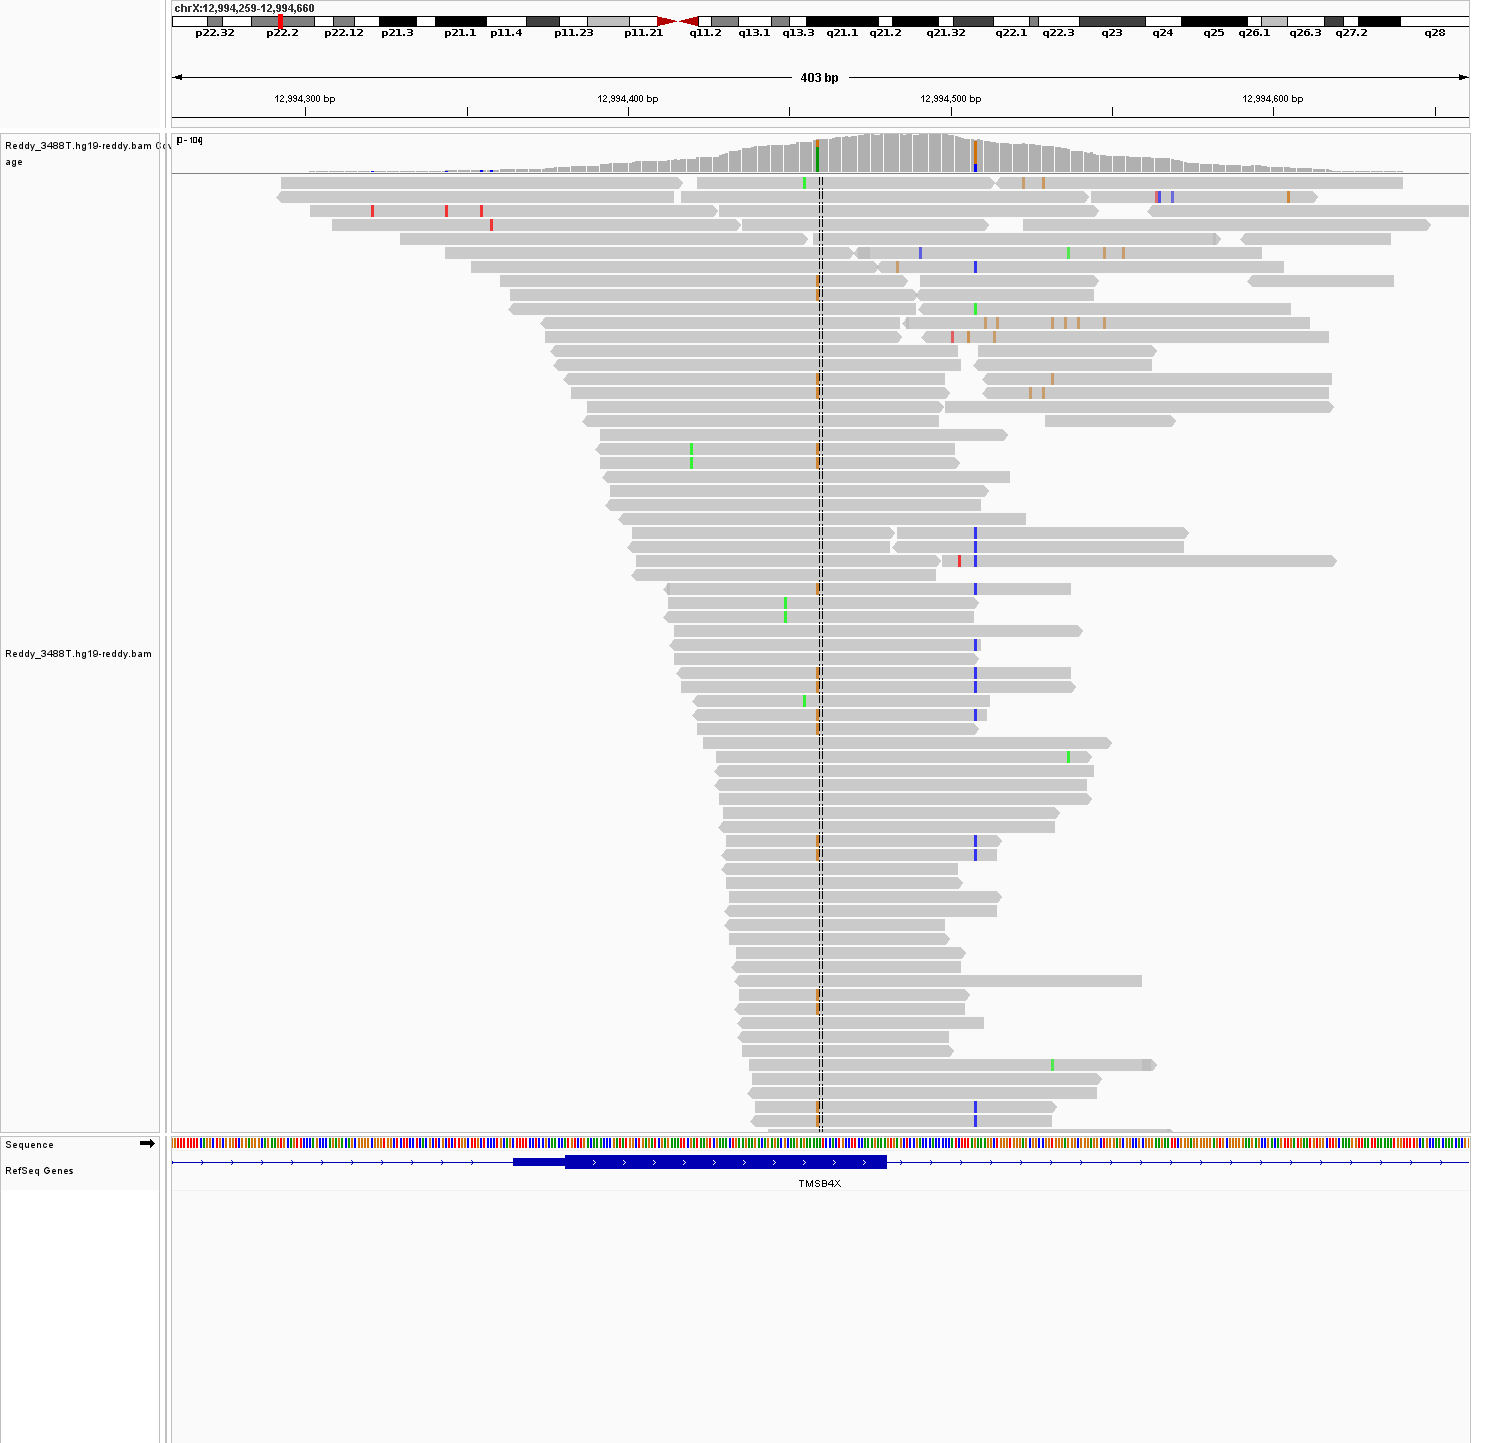 chrX:12,994,259-12,994,660
p22.32 p22.2 p22.12 p21.3 p21.1 p11.4 p11.23 p11.21 q11.2 q13.1 q13.3 q21.1 q21.2 q21.32 q22.1 q22.3 q23 q24 q25 q26.1 q26.3 q27.2 q28
403 bp
12,994,300 bp 12,994,400 bp 12,994,500 bp 12,994,600 bp
Reddy_3488T.hg19-reddy.bam Cov
age
[0 - 104]
Reddy_3488T.hg19-reddy.bam
Sequence
RefSeq Genes
TMSB4X